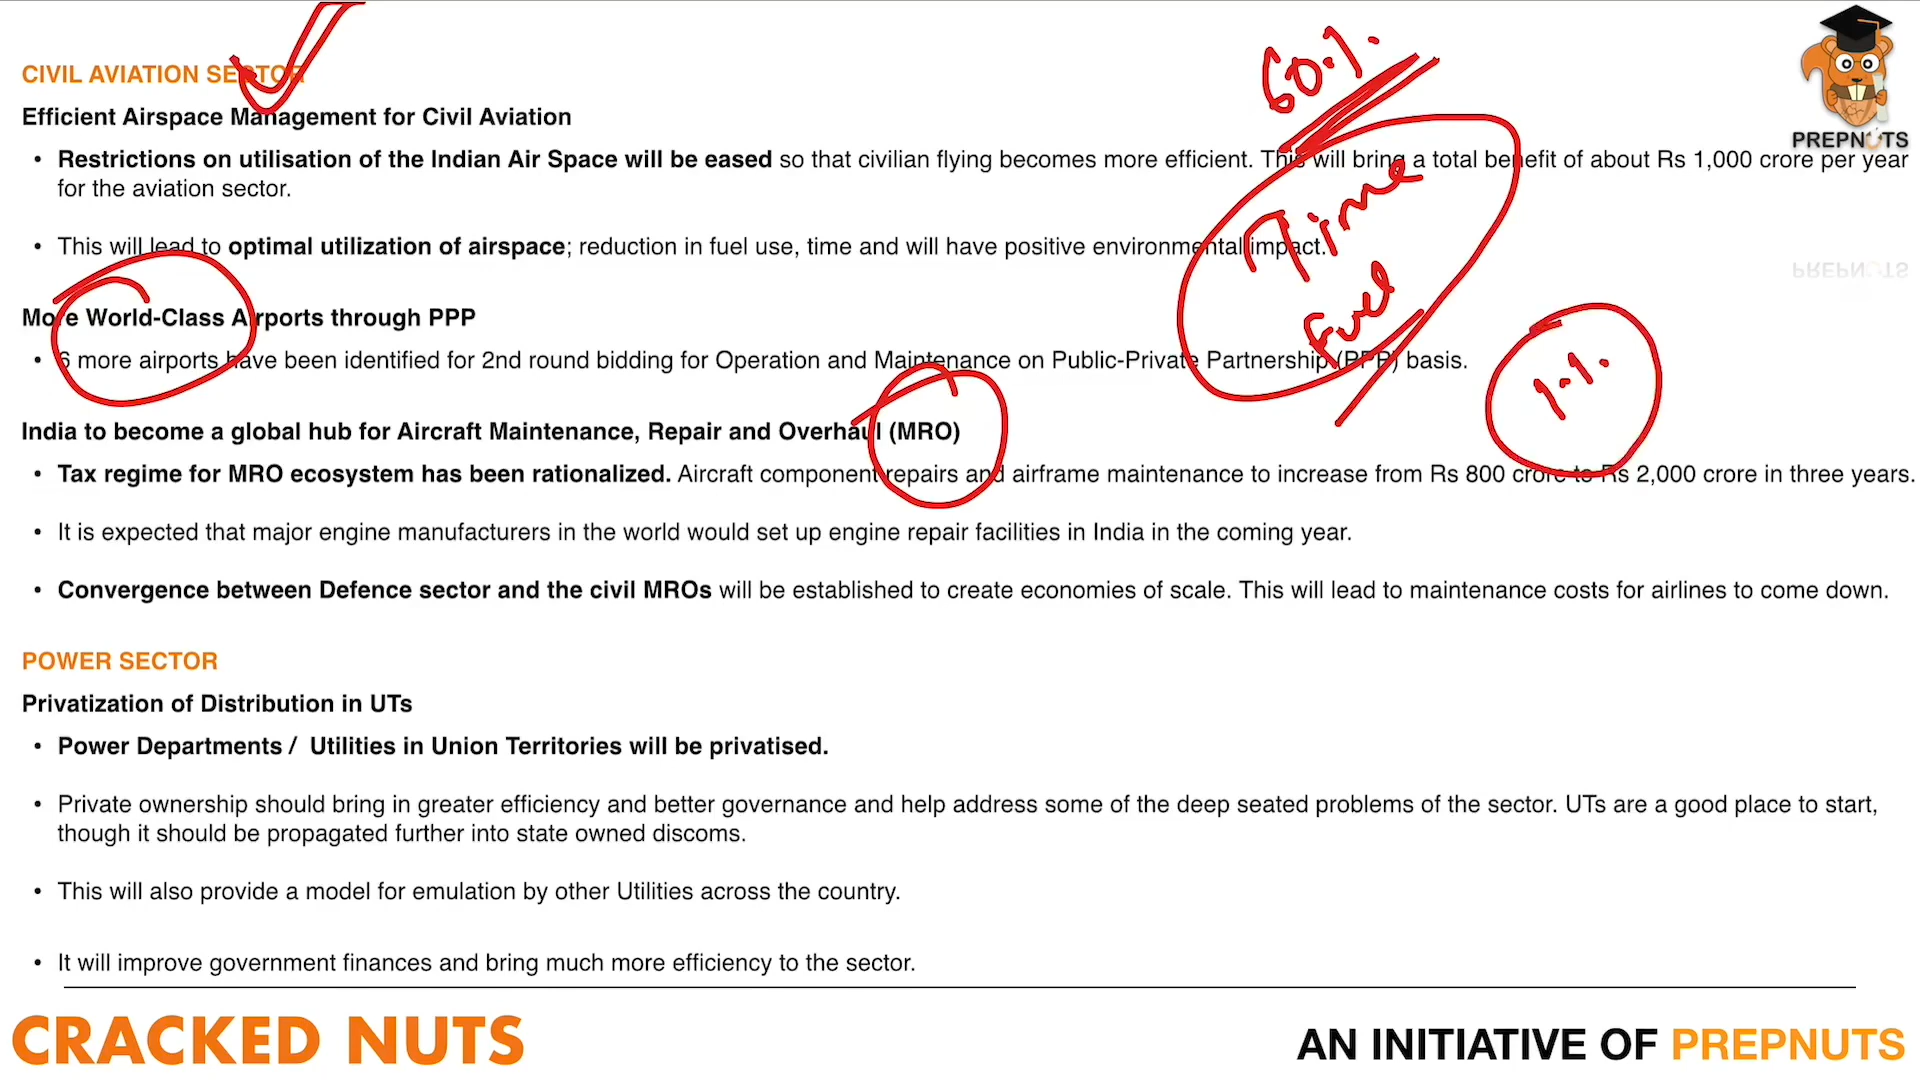 CIVIL AVIATION SECTOR
60%
Efficient Airspace Management for Civil Aviation
PREPNUTS
• Restrictions on utilisation of the Indian Air Space will be eased so that civilian flying becomes more efficient. This will bring a total benefit of about Rs 1,000 crore per year
for the aviation sector.
Time
• This will lead to optimal utilization of airspace; reduction in fuel use, time and will have positive environmental impact.
Fuel
More World-Class Airports through PPP
• 6 more airports have been identified for 2nd round bidding for Operation and Maintenance on Public-Private Partnership (PPP) basis.
1%
India to become a global hub for Aircraft Maintenance, Repair and Overhaul (MRO)
• Tax regime for MRO ecosystem has been rationalized. Aircraft component repairs and airframe maintenance to increase from Rs 800 crore to Rs 2,000 crore in three years.
• It is expected that major engine manufacturers in the world would set up engine repair facilities in India in the coming year.
• Convergence between Defence sector and the civil MROs will be established to create economies of scale. This will lead to maintenance costs for airlines to come down.
POWER SECTOR
Privatization of Distribution in UTs
• Power Departments / Utilities in Union Territories will be privatised.
• Private ownership should bring in greater efficiency and better governance and help address some of the deep seated problems of the sector. UTs are a good place to start,
though it should be propagated further into state owned discoms.
• This will also provide a model for emulation by other Utilities across the country.
• It will improve government finances and bring much more efficiency to the sector.
CRACKED NUTS
AN INITIATIVE OF PREPNUTS